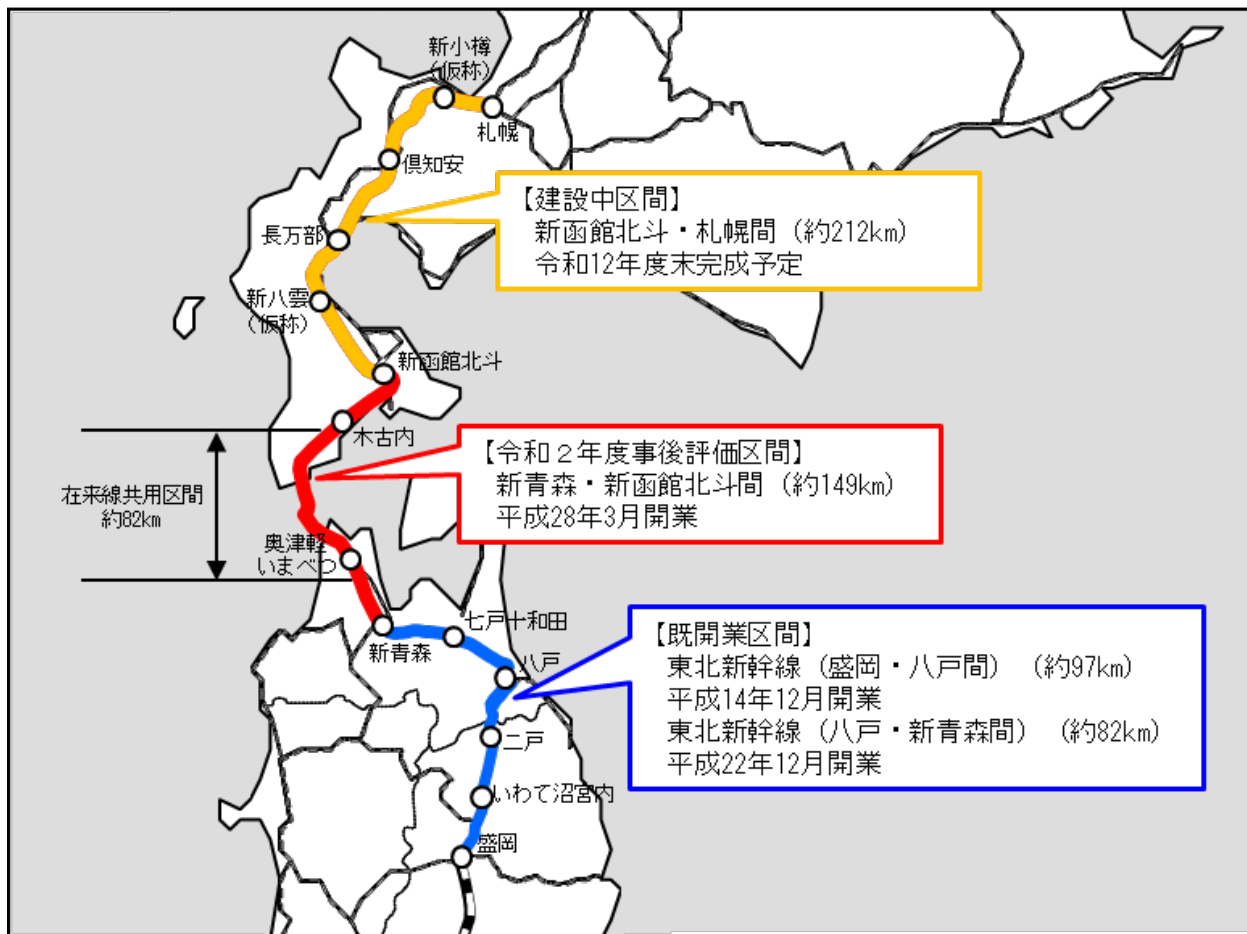 新小樽
(仮称)
札幌
倶知安
【建設中区間】
新函館北斗・札幌間（約212km）
令和12年度末完成予定
長万部
新八雲
(仮称)
新函館北斗
木古内
【令和２年度事後評価区間】
新青森・新函館北斗間（約149km）
平成28年3月開業
在来線共用区間
約82km
奥津軽
いまべつ
七戸十和田
新青森
八戸
【既開業区間】
東北新幹線（盛岡・八戸間）（約97km）
平成14年12月開業
東北新幹線（八戸・新青森間）（約82km）
平成22年12月開業
二戸
いわて沼宮内
盛岡